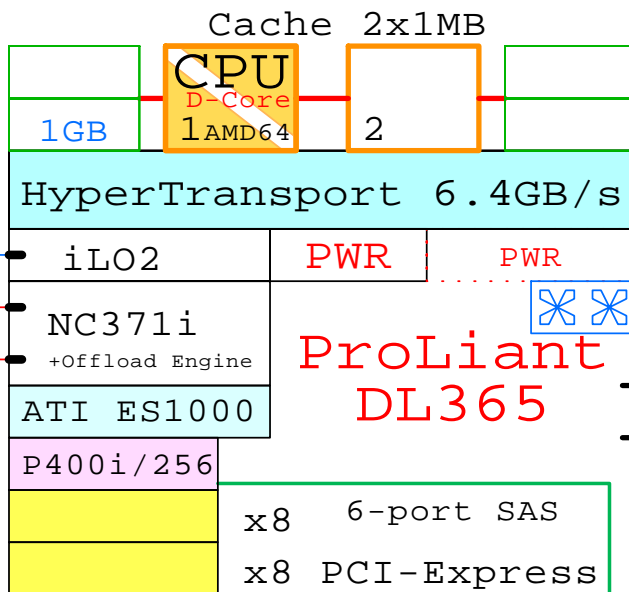 Cache 2x1MB
CPU
D-Core
1GB 1AMD64 2
HyperTransport 6.4GB/s
iLO2 PWR PWR
NC371i
+Offload Engine
ProLiant
DL365
ATI ES1000
P400i/256
x8 6-port SAS
x8 PCI-Express